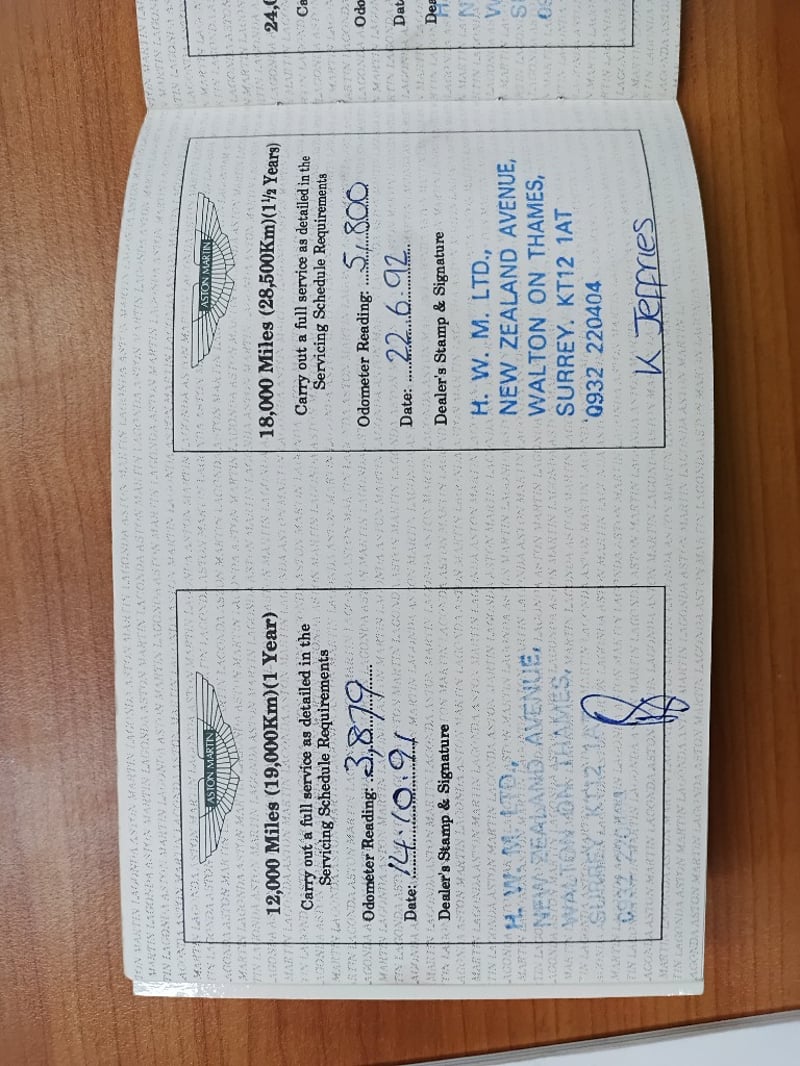 ASTON MARTIN
12,000 Miles (19,000Km)(1 Year)
Carry out a full service as detailed in the
Servicing Schedule Requirements
Odometer Reading: 3,879
Date: 14.10.91
Dealer's Stamp & Signature
H. W. M. LTD.,
NEW ZEALAND AVENUE,
WALTON ON THAMES,
SURREY. KT12 1AT
0932
ASTON MARTIN
18,000 Miles (28,500Km)(1½ Years)
Carry out a full service as detailed in the
Servicing Schedule Requirements
Odometer Reading: 5,800
Date: 22.6.92
Dealer's Stamp & Signature
H. W. M. LTD.,
NEW ZEALAND AVENUE,
WALTON ON THAMES,
SURREY. KT12 1AT
0932 220404
K Jeffries